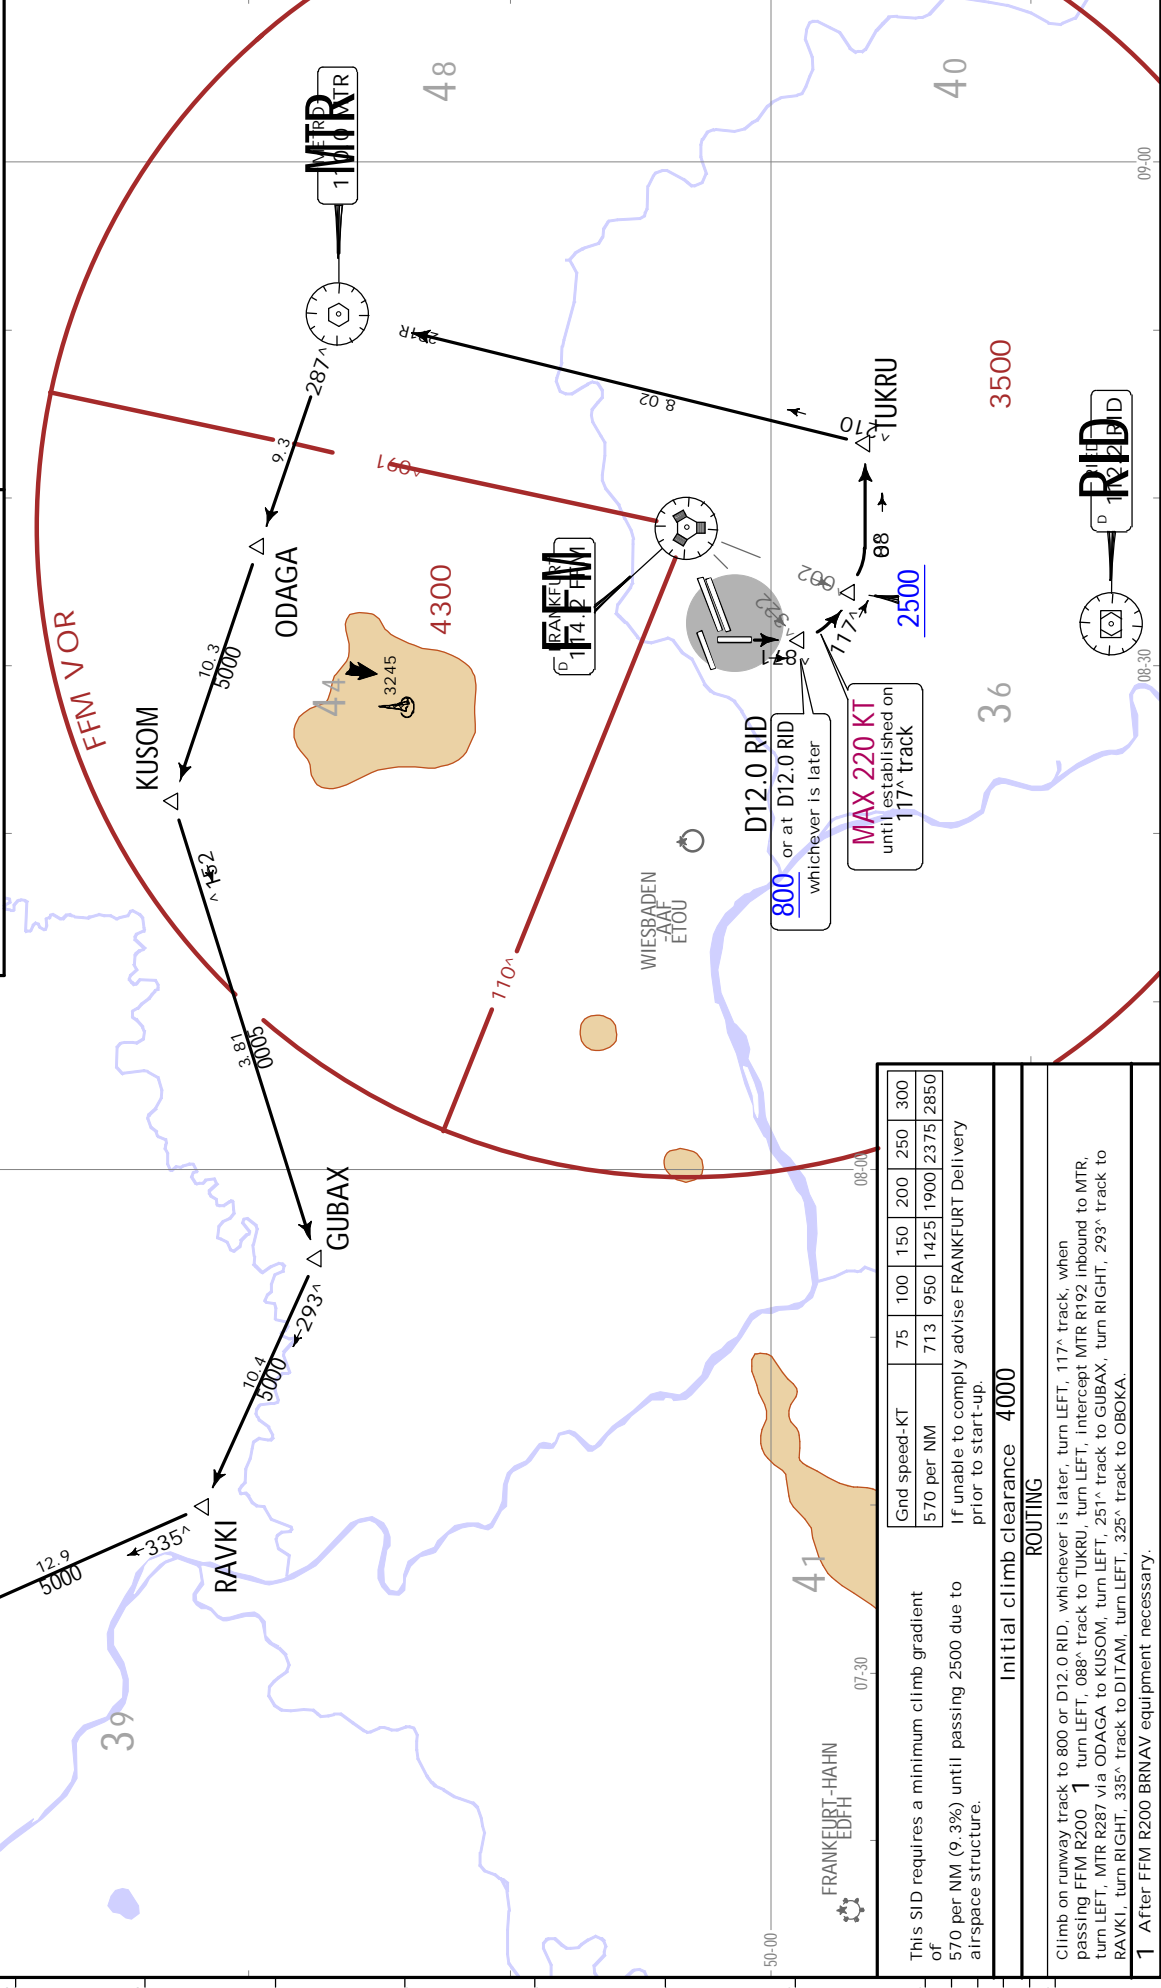 48
40
09-00
MTR
3500
TUKRU
RID
287^
9.3
ODAGA
FFM VOR
4300
FFM
08
2500
117^
10.3
5000
44
3245
KUSOM
D12.0 RID
800 or at D12.0 RID
whichever is later
MAX 220 KT
until established on
117^ track
36
08-30
WIESBADEN
-AAF
ETOU
110^
5000
GUBAX
293^
10.4
5000
08-00
RAVKI
335^
12.9
5000
41
39
07-30
50-00
FRANKFURT-HAHN
EDFH
This SID requires a minimum climb gradient
of
570 per NM (9.3%) until passing 2500 due to
airspace structure.
Gnd speed-KT 75 100 150 200 250 300
570 per NM 713 950 1425 1900 2375 2850
If unable to comply advise FRANKFURT Delivery
prior to start-up.
Initial climb clearance 4000
ROUTING
Climb on runway track to 800 or D12.0 RID, whichever is later, turn LEFT, 117^ track, when
passing FFM R200 1 turn LEFT, 088^ track to TUKRU, turn LEFT, intercept MTR R192 inbound to MTR,
turn LEFT, MTR R287 via ODAGA to KUSOM, turn LEFT, 251^ track to GUBAX, turn RIGHT, 293^ track to
RAVKI, turn RIGHT, 335^ track to DITAM, turn LEFT, 325^ track to OBOKA.
1 After FFM R200 BRNAV equipment necessary.